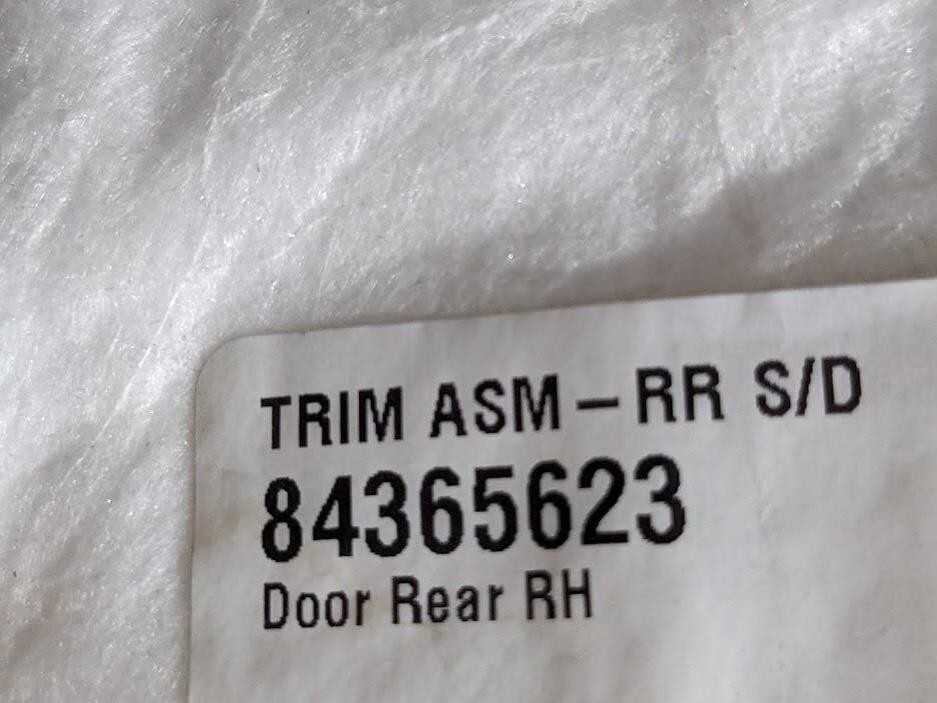 TRIM ASM-RR S/D
84365623
Door Rear RH